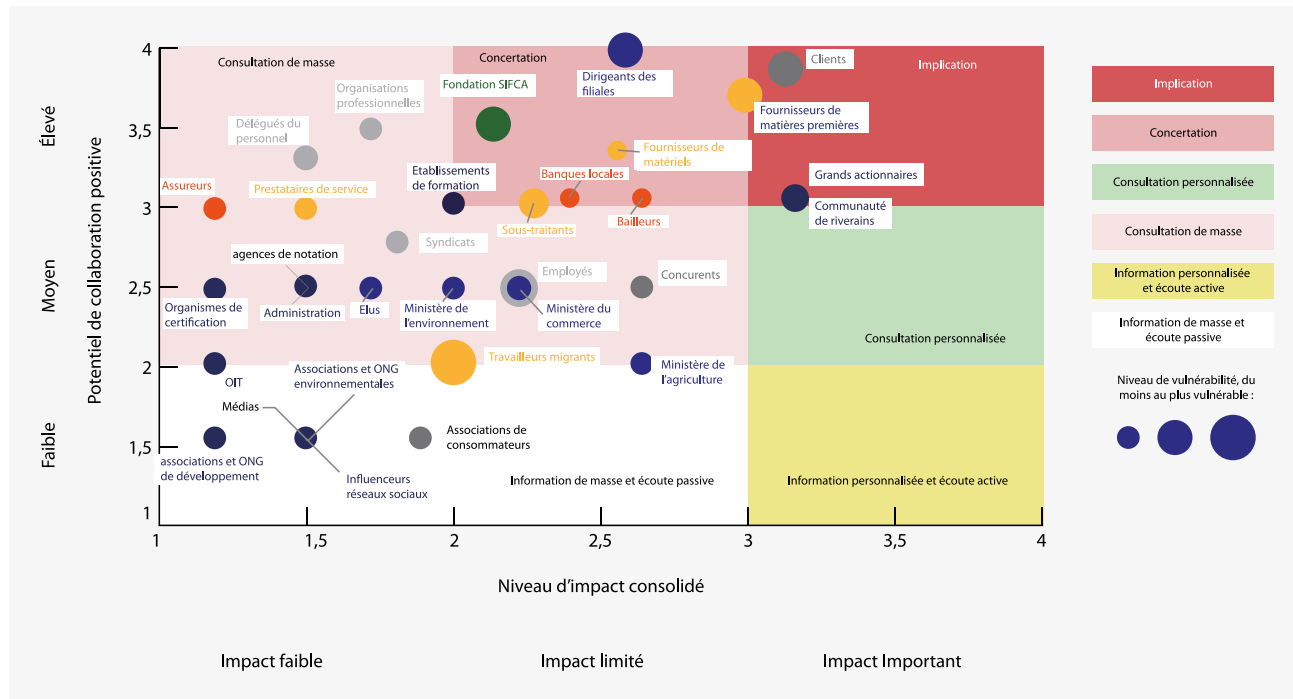 4
Consultation de masse
Concertation
Implication
Clients
Dirigeants des
filiales
Fondation SIFCA
Organisations
professionnelles
Fournisseurs de
matières premières
Élevé
3,5
Délégués du
personnel
Fournisseurs de
matériels
Assureurs
Prestataires de service
Etablissements
de formation
Banques locales
Grands actionnaires
Communauté
de riverains
3
Sous-traitants
Bailleurs
Potentiel de collaboration positive
Moyen
Syndicats
agences de notation
Employés
Concurents
2,5
Organismes de
certification
Administration
Elus
Ministère de
l'environnement
Ministère du
commerce
Consultation personnalisée
Travailleurs migrants
Ministère de
l'agriculture
2
OIT
Associations et ONG
environnementales
Médias
Faible
1,5
Associations de
consommateurs
associations et ONG
de développement
Influenceurs
réseaux sociaux
Information de masse et écoute passive
Information personnalisée et écoute active
1
1
1,5
2
2,5
3
3,5
4
Niveau d'impact consolidé
Impact faible
Impact limité
Impact Important
Implication
Concertation
Consultation personnalisée
Consultation de masse
Information personnalisée
et écoute active
Information de masse et
écoute passive
Niveau de vulnérabilité, du
moins au plus vulnérable :